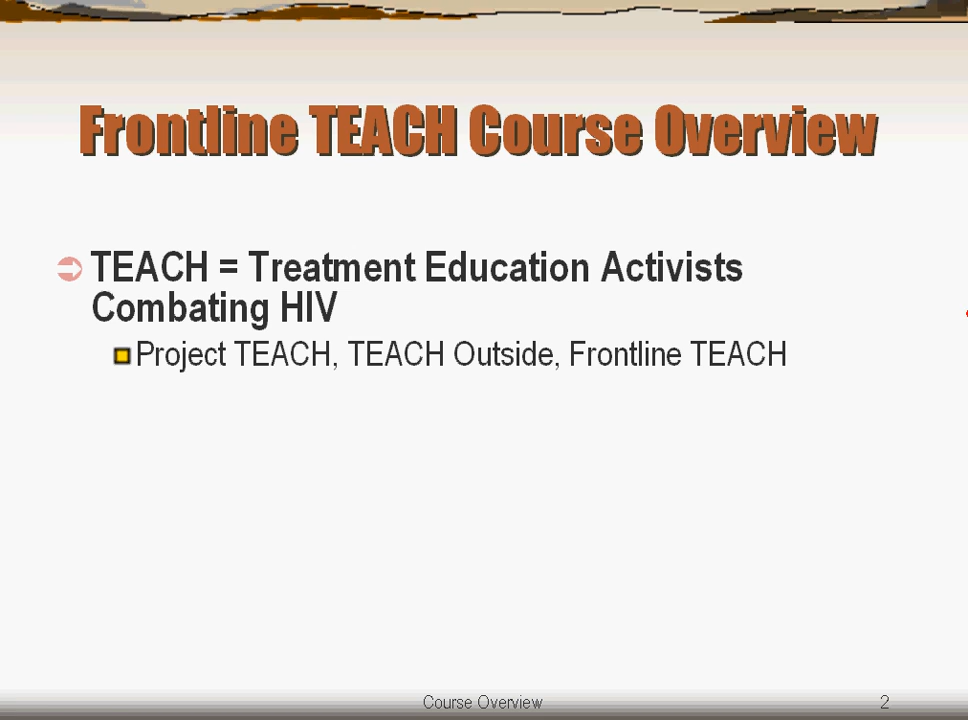 Frontline TEACH Course Overview
TEACH = Treatment Education Activists
Combating HIV
Project TEACH, TEACH Outside, Frontline TEACH
Course Overview
2